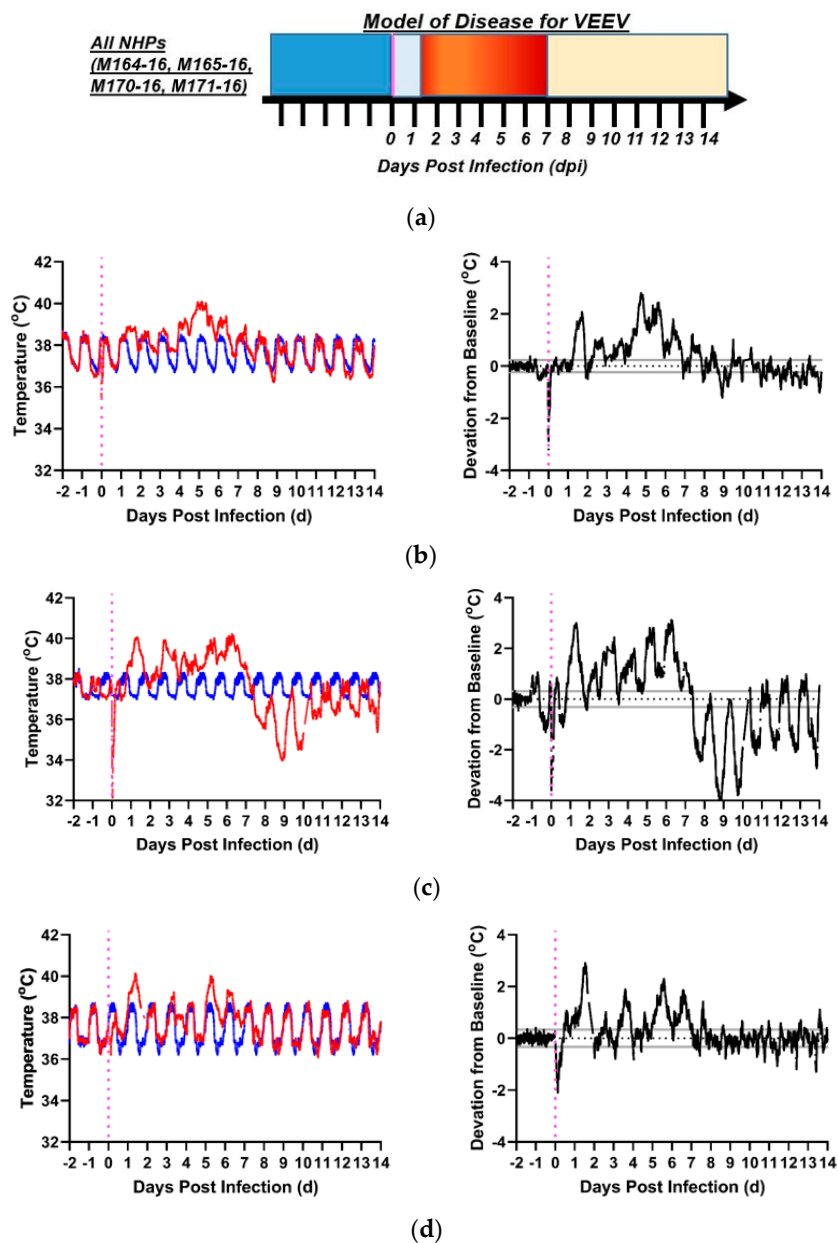 Model of Disease for VEEV
All NHPs
(M164-16, M165-16,
M170-16, M171-16)
0 1 2 3 4 5 6 7 8 9 10 11 12 13 14
Days Post Infection (dpi)
(a)
Temperature (°C)
42
40
38
36
34
32
-2 -1 0 1 2 3 4 5 6 7 8 9 10 11 12 13 14
Days Post Infection (d)
Devation from Baseline (°C)
4
2
0
-2
-4
-2 -1 0 1 2 3 4 5 6 7 8 9 10 11 12 13 14
Days Post Infection (d)
(b)
Temperature (°C)
42
40
38
36
34
32
-2 -1 0 1 2 3 4 5 6 7 8 9 10 11 12 13 14
Days Post Infection (d)
Devation from Baseline (°C)
4
2
0
-2
-4
-2 -1 0 1 2 3 4 5 6 7 8 9 10 11 12 13 14
Days Post Infection (d)
(c)
Temperature (°C)
42
40
38
36
34
32
-2 -1 0 1 2 3 4 5 6 7 8 9 10 11 12 13 14
Days Post Infection (d)
Devation from Baseline (°C)
4
2
0
-2
-4
-2 -1 0 1 2 3 4 5 6 7 8 9 10 11 12 13 14
Days Post Infection (d)
(d)